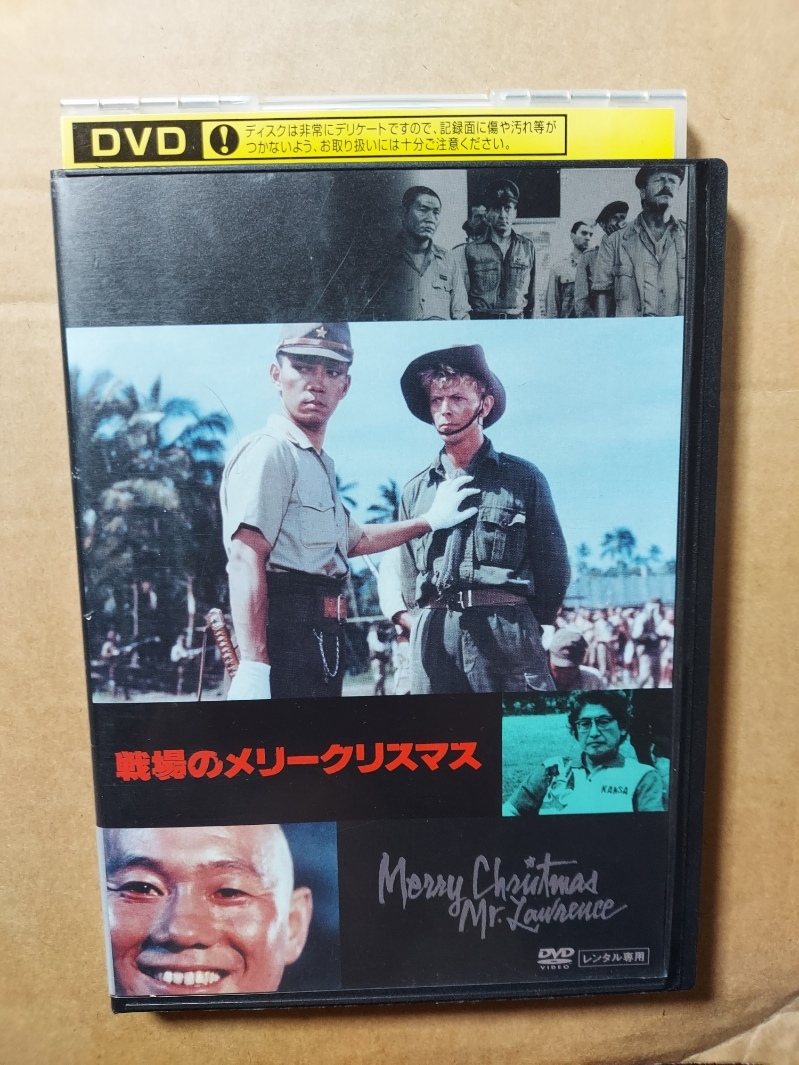 DVD
!
ディスクは非常にデリケートですので、記録面に傷や汚れ等が
つかないよう、お取り扱いには十分ご注意ください。
KANSA
戦場のメリークリスマス
Merry Christmas
Mr. Lawrence
DVD
VIDEO
レンタル専用